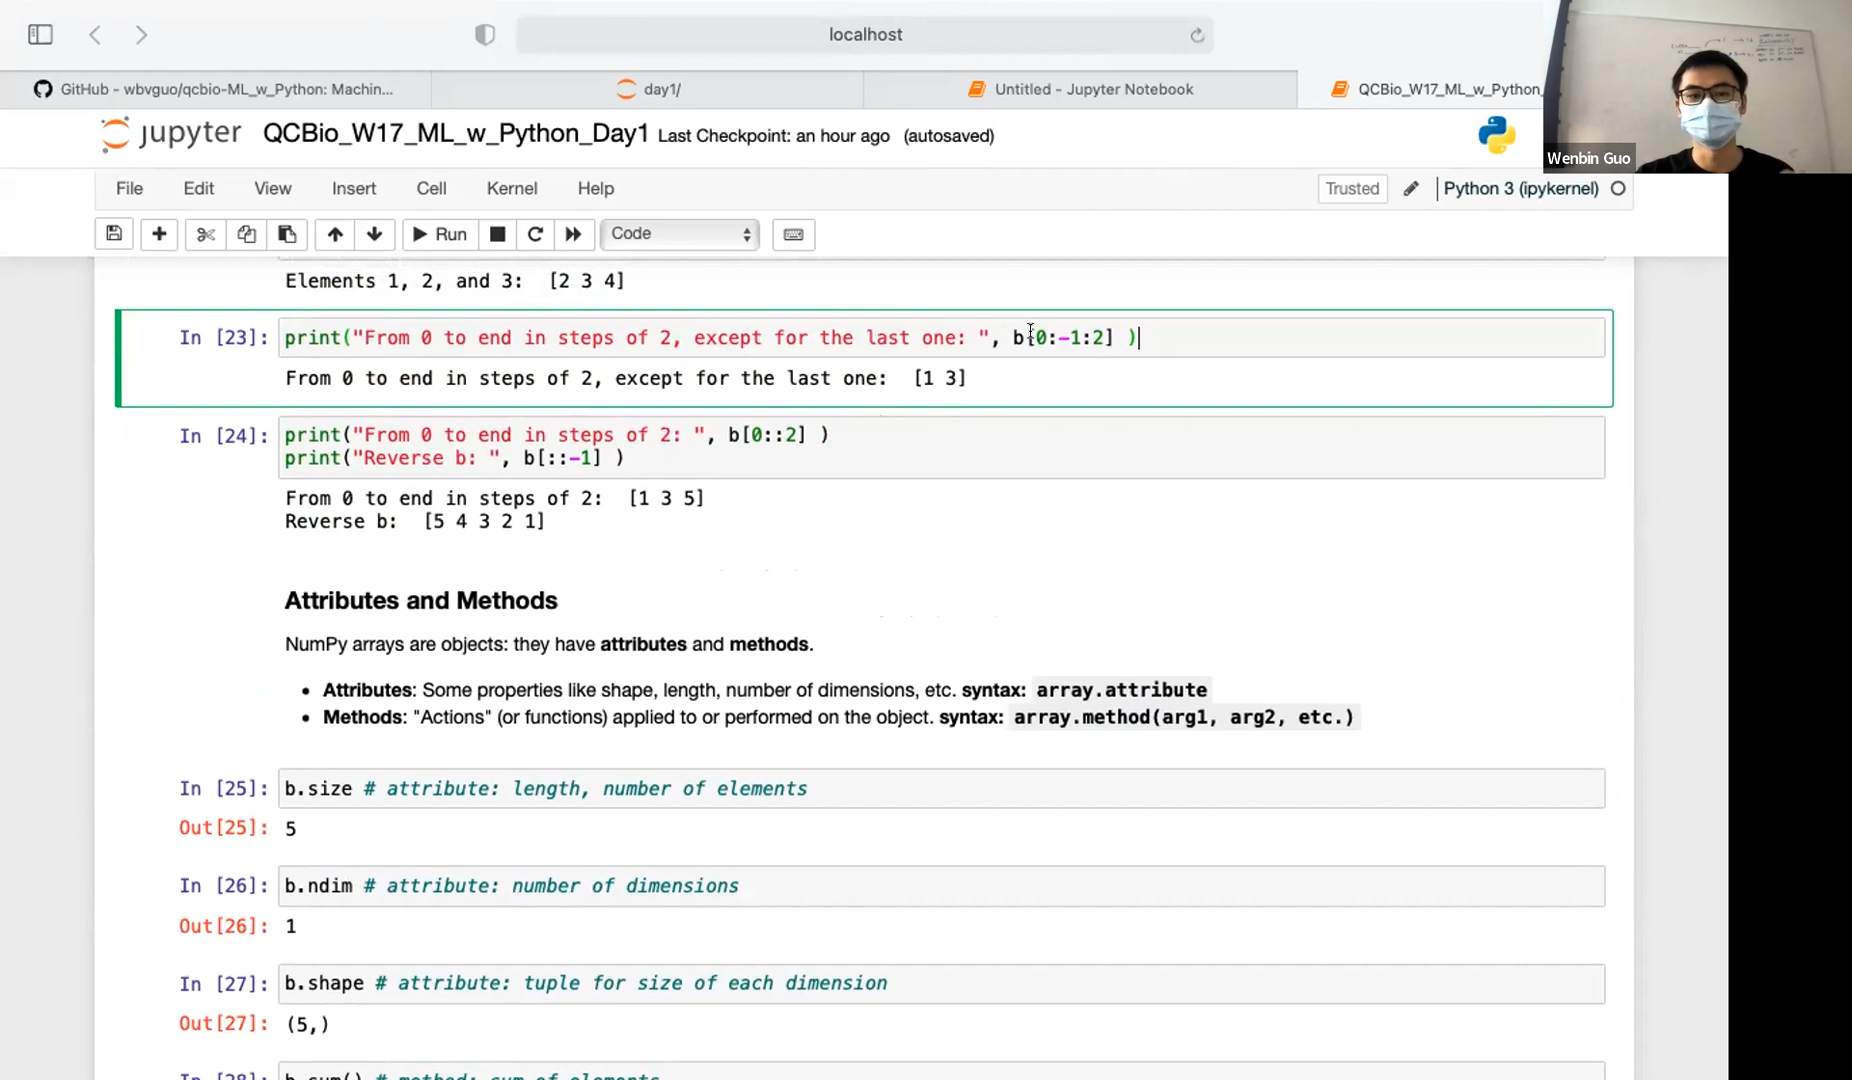 localhost
GitHub - wbvguo/qcbio-ML_w_Python: Machin...
day1/
Untitled - Jupyter Notebook
QCBio_W17_ML_w_Python_
Wenbin Guo
jupyter QCBio_W17_ML_w_Python_Day1 Last Checkpoint: an hour ago (autosaved)
File Edit View Insert Cell Kernel Help Trusted Python 3 (ipykernel)
Run Code
Elements 1, 2, and 3:  [2 3 4]
In [23]: print("From 0 to end in steps of 2, except for the last one: ", b[0:-1:2] )
From 0 to end in steps of 2, except for the last one:  [1 3]
In [24]: print("From 0 to end in steps of 2: ", b[0::2] )
print("Reverse b: ", b[::-1] )
From 0 to end in steps of 2:  [1 3 5]
Reverse b:  [5 4 3 2 1]
Attributes and Methods
NumPy arrays are objects: they have attributes and methods.
• Attributes: Some properties like shape, length, number of dimensions, etc. syntax: array.attribute
• Methods: "Actions" (or functions) applied to or performed on the object. syntax: array.method(arg1, arg2, etc.)
In [25]: b.size # attribute: length, number of elements
Out[25]: 5
In [26]: b.ndim # attribute: number of dimensions
Out[26]: 1
In [27]: b.shape # attribute: tuple for size of each dimension
Out[27]: (5,)
In [28]: b.sum() # method: sum of elements